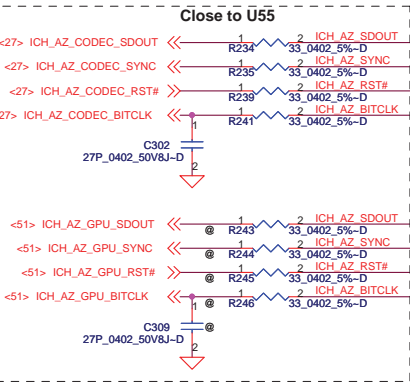 Close to U55
<27> ICH_AZ_CODEC_SDOUT 1 R234 2 33_0402_5%~D ICH_AZ_SDOUT
<27> ICH_AZ_CODEC_SYNC 1 R235 2 33_0402_5%~D ICH_AZ_SYNC
<27> ICH_AZ_CODEC_RST# 1 R239 2 33_0402_5%~D ICH_AZ_RST#
<27> ICH_AZ_CODEC_BITCLK 1 R241 2 33_0402_5%~D ICH_AZ_BITCLK
1
C302
27P_0402_50V8J~D
2
<51> ICH_AZ_GPU_SDOUT @ 1 R243 2 33_0402_5%~D ICH_AZ_SDOUT
<51> ICH_AZ_GPU_SYNC @ 1 R244 2 33_0402_5%~D ICH_AZ_SYNC
<51> ICH_AZ_GPU_RST# @ 1 R245 2 33_0402_5%~D ICH_AZ_RST#
<51> ICH_AZ_GPU_BITCLK @ 1 R246 2 33_0402_5%~D ICH_AZ_BITCLK
1
C309 @
27P_0402_50V8J~D
2